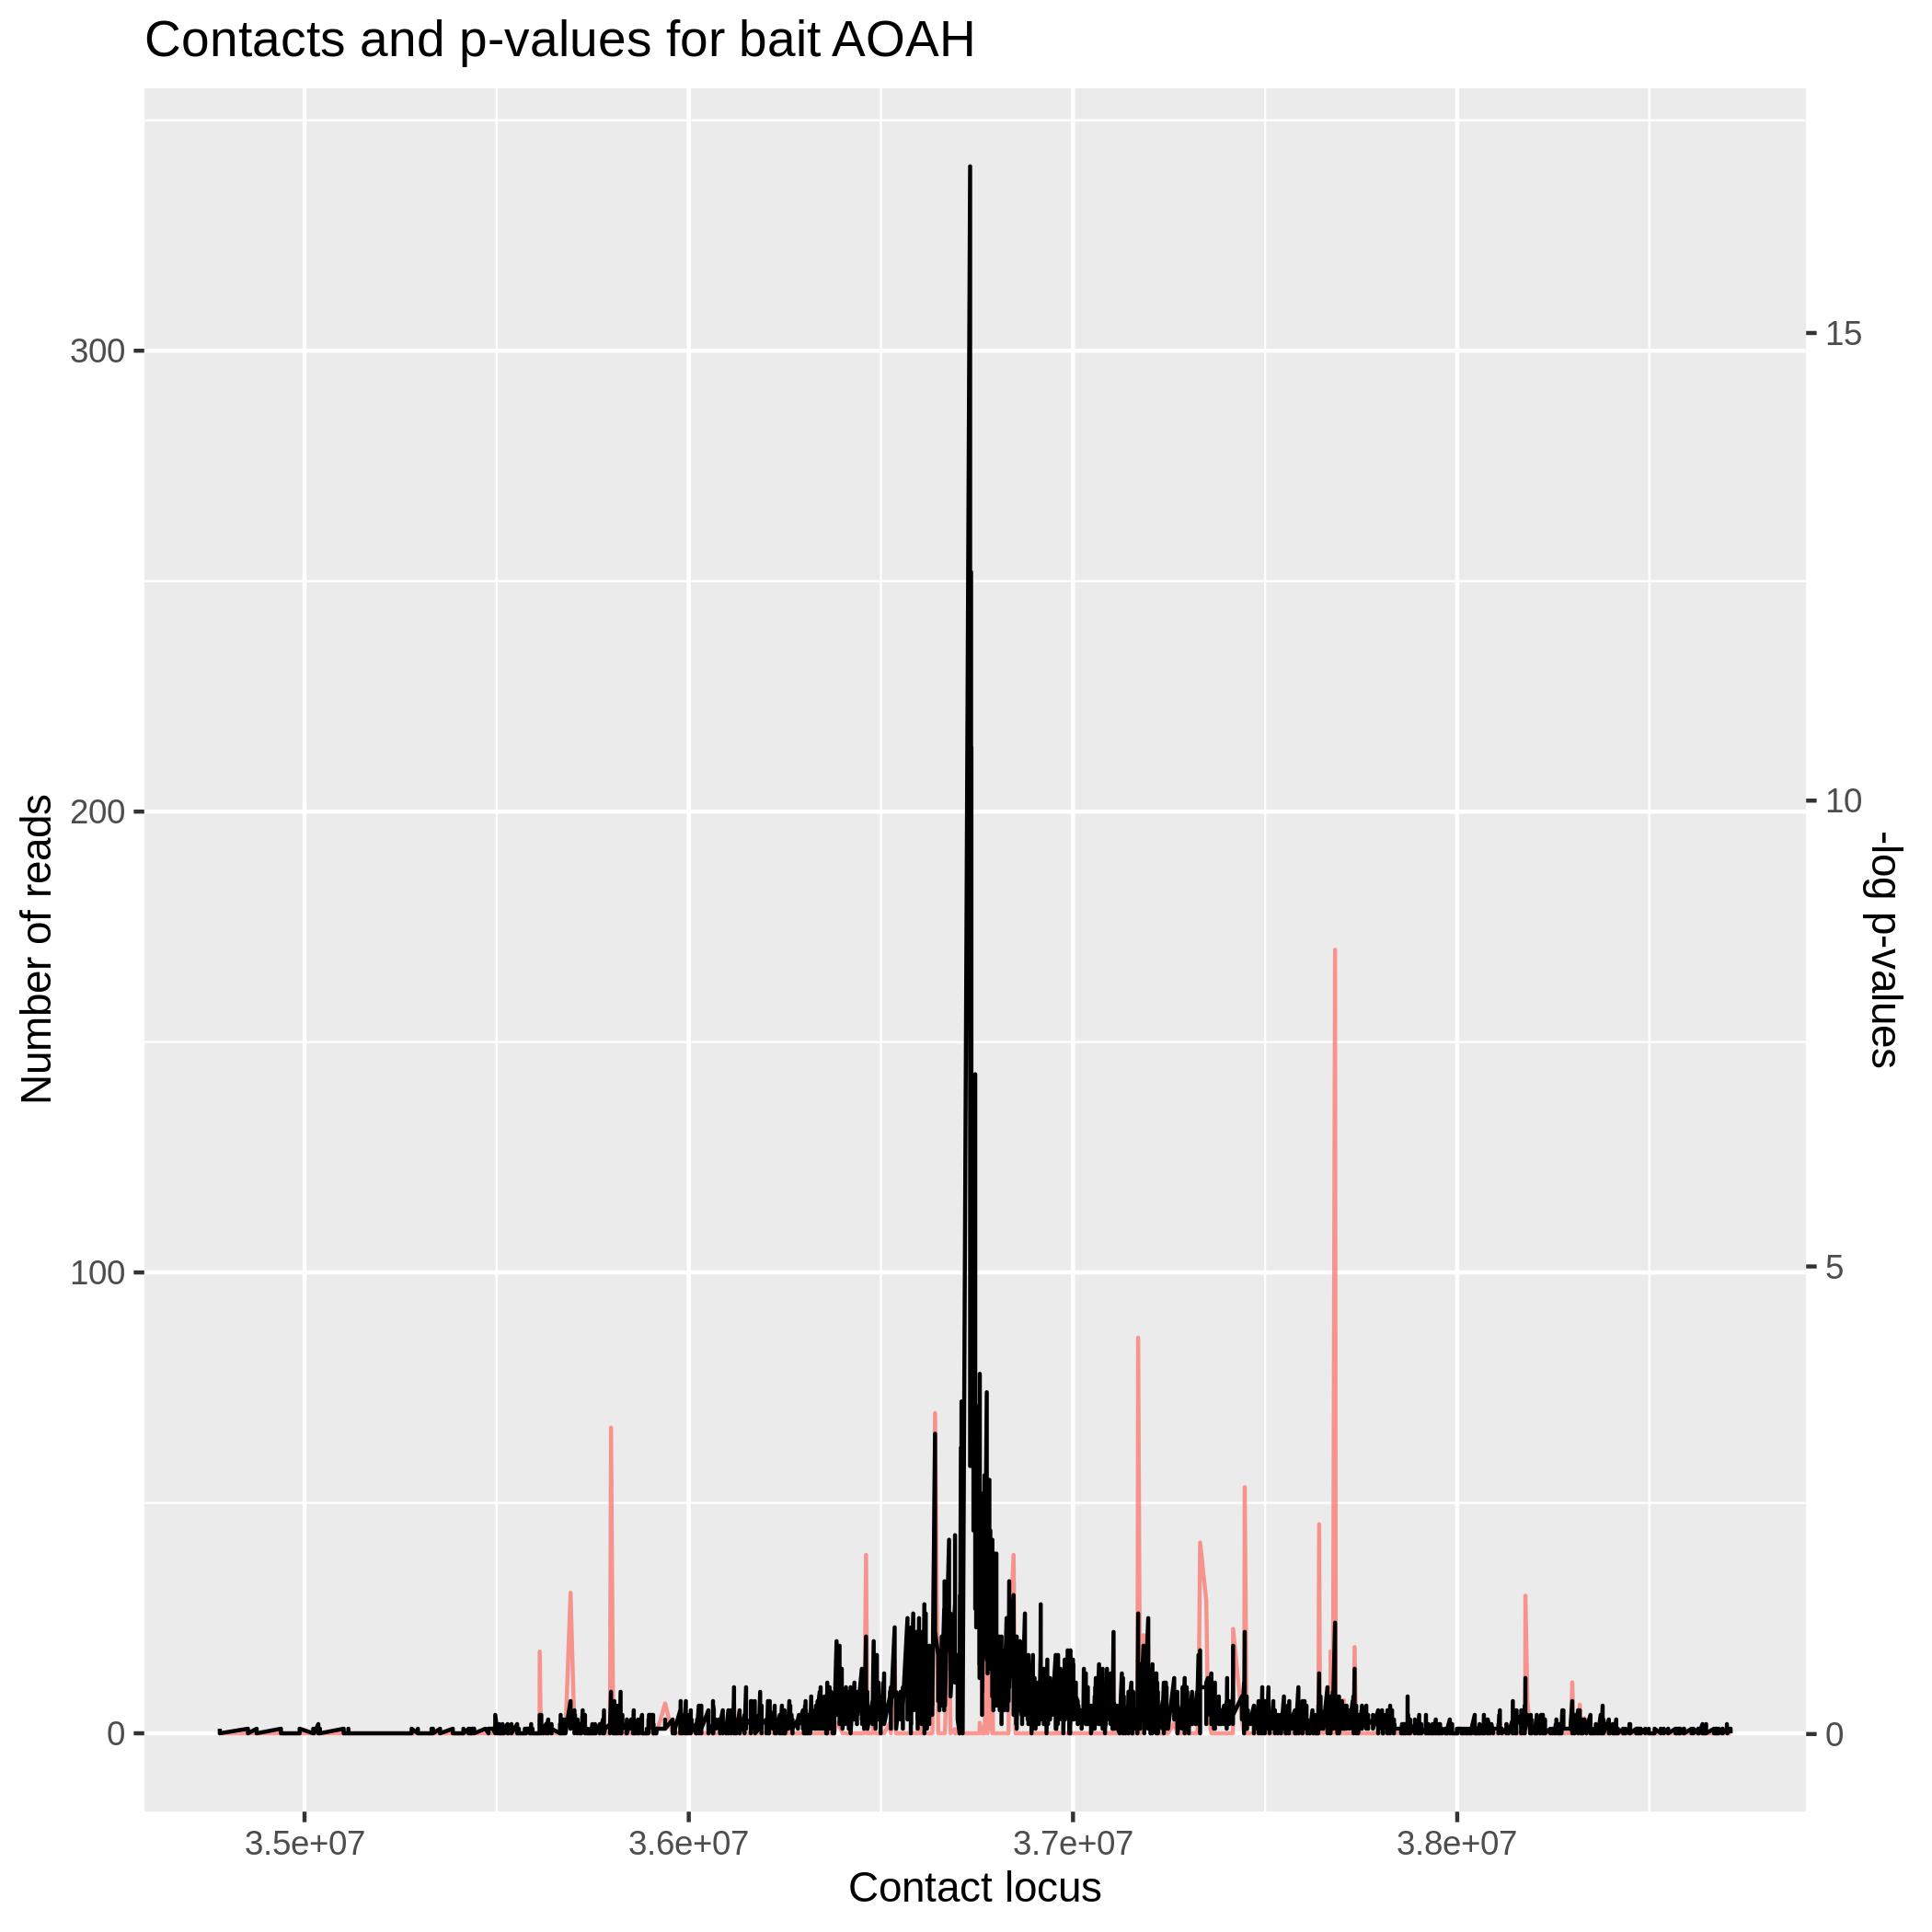 Contacts and p-values for bait AOAH
300
200
100
0
Number of reads
15
10
5
0
-log p-values
3.5e+07
3.6e+07
3.7e+07
3.8e+07
Contact locus